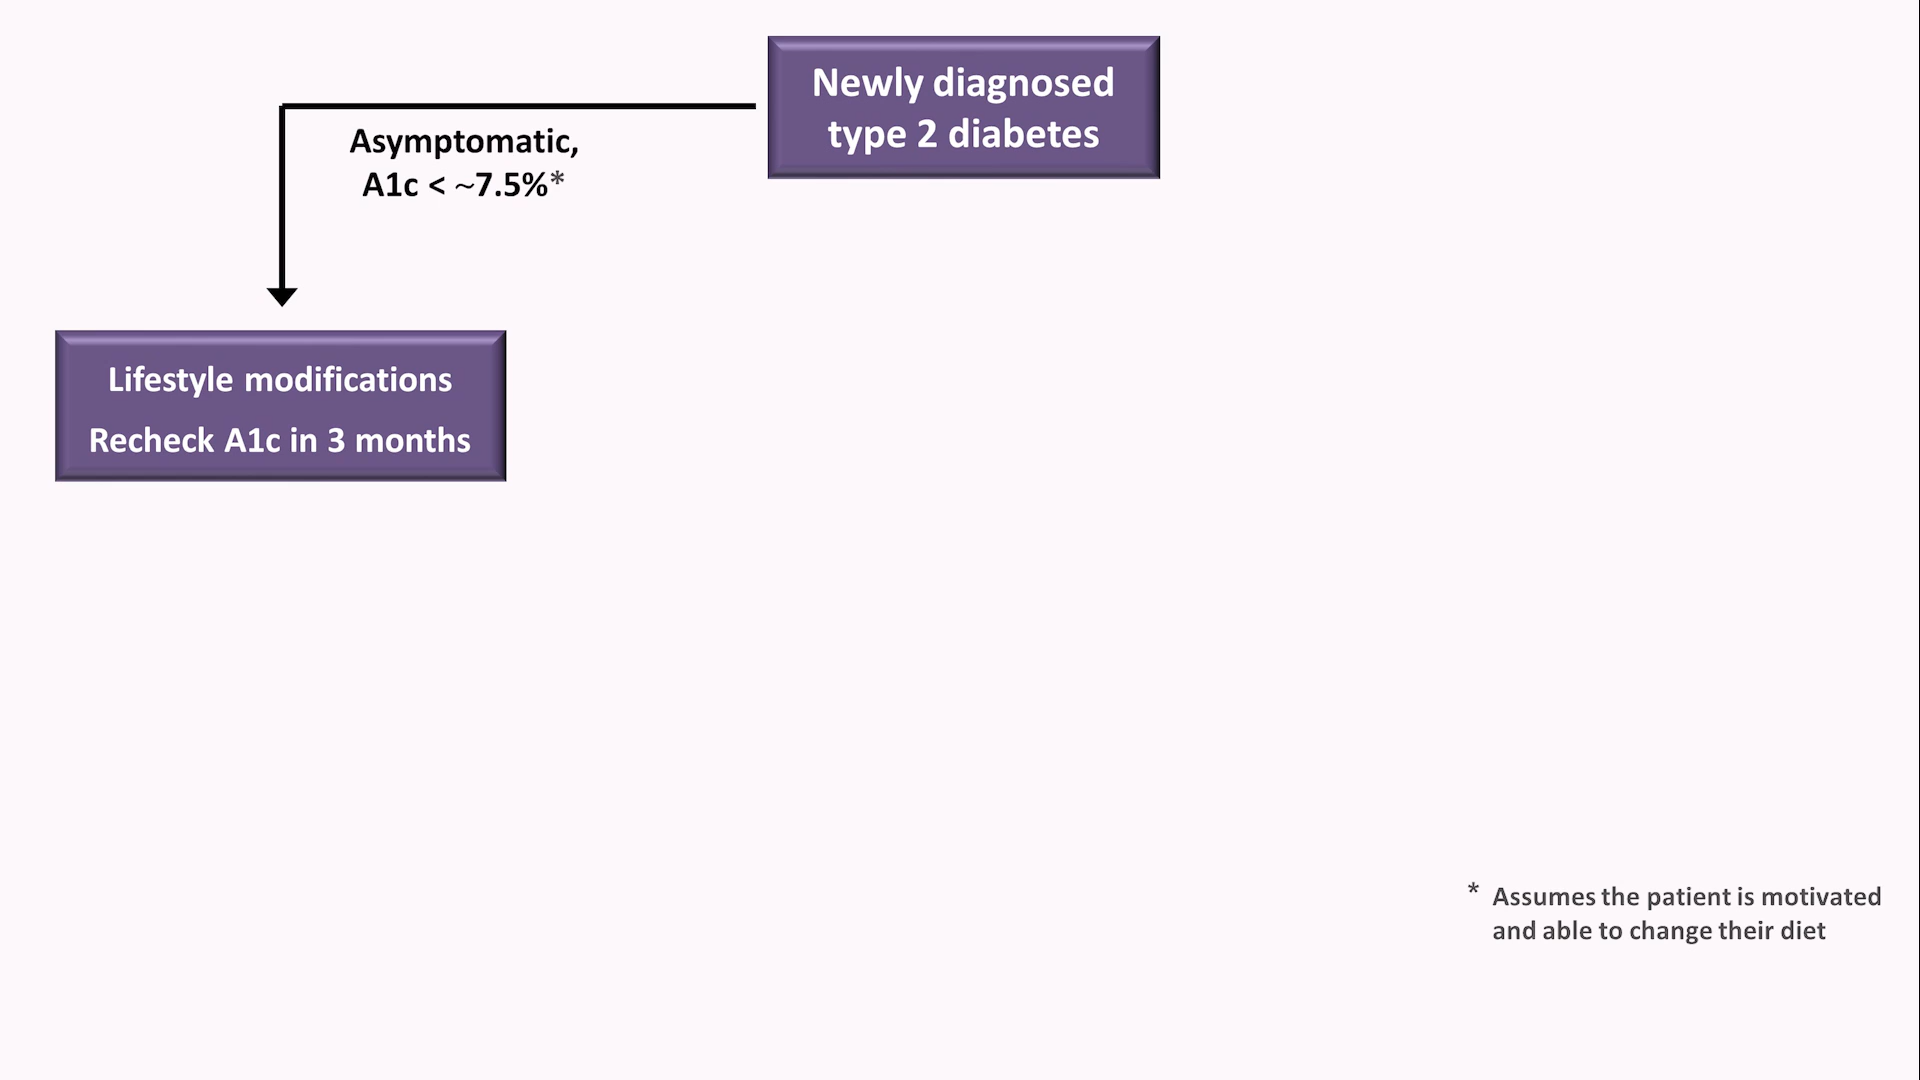 Newly diagnosed
type 2 diabetes
Asymptomatic,
A1c < ~7.5%*
Lifestyle modifications
Recheck A1c in 3 months
* Assumes the patient is motivated
and able to change their diet